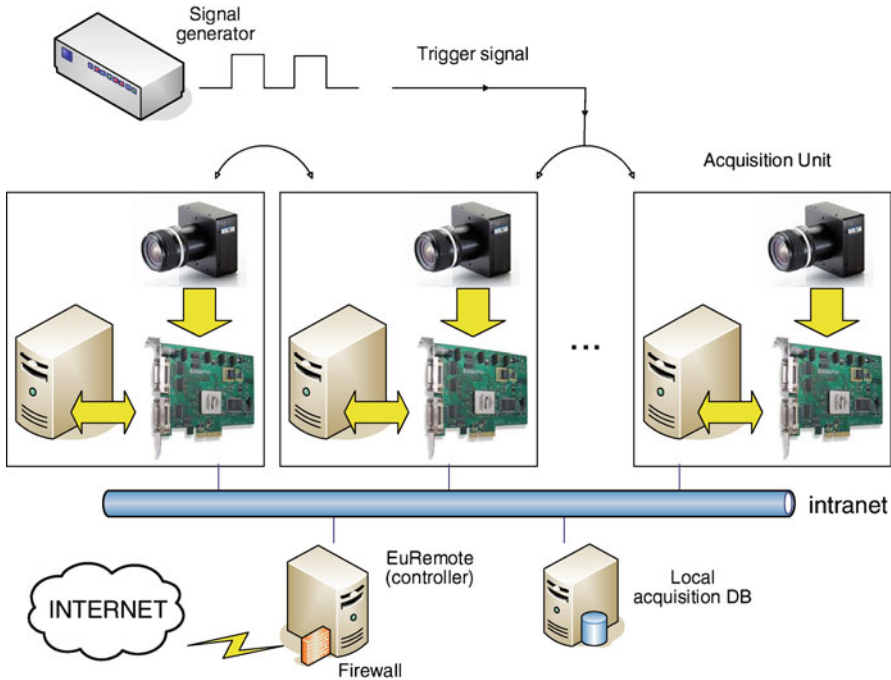 Signal
generator
Trigger signal
Acquisition Unit
...
intranet
EuRemote
(controller)
Local
acquisition DB
INTERNET
Firewall